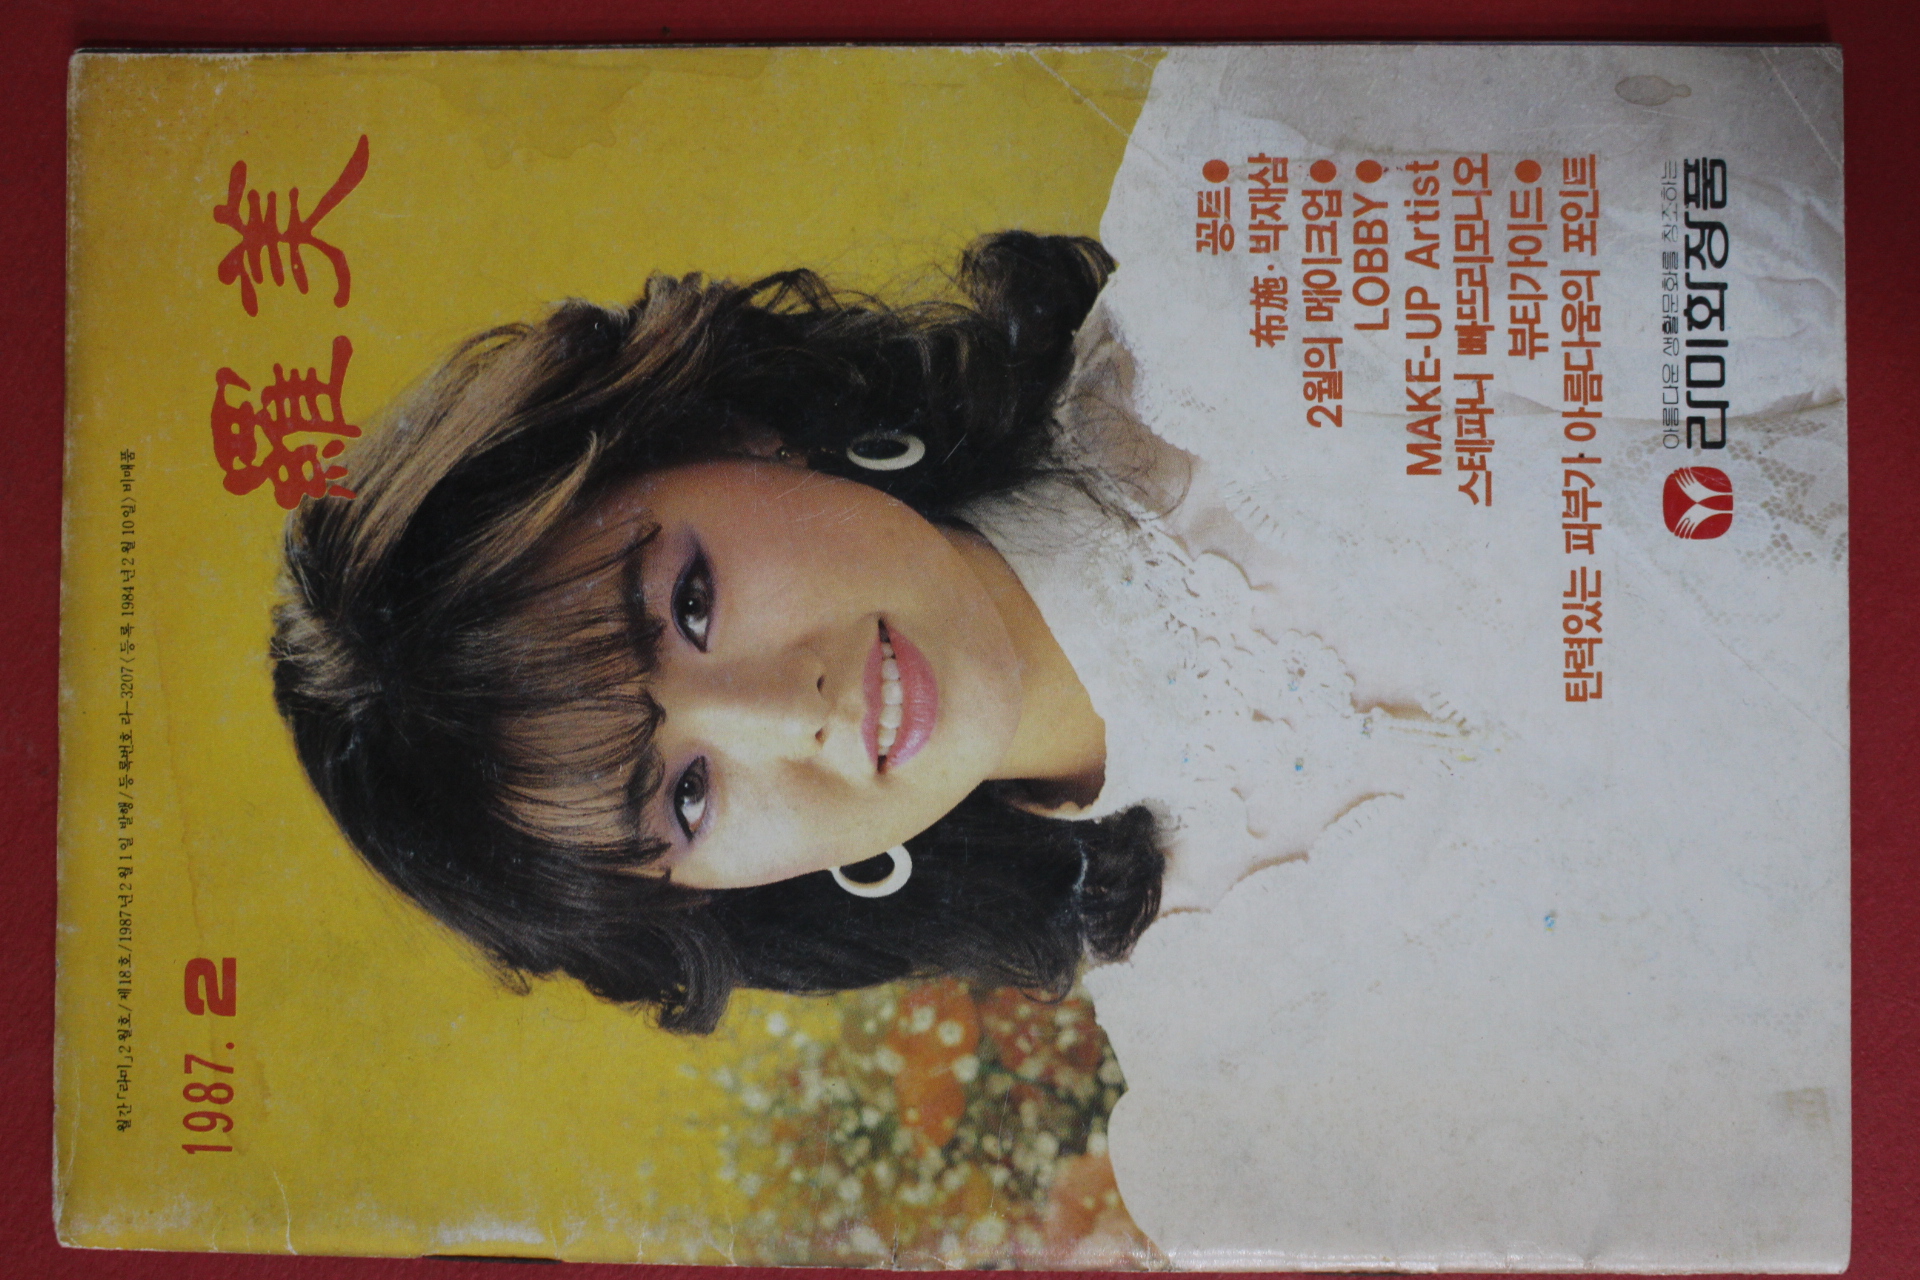 월간「라미」2월호/제18호/1987년2월1일 발행/등록번호 라-3207〈등록 1984년 2월 10일〉비매품
1987. 2
羅美
●꽁트
布施·박재삼
●2월의 메이크업
●LOBBY
MAKE-UP Artist
스테파니 빠뜨리모니오
●뷰티가이드
탄력있는 피부가 아름다움의 포인트
아름다운 생활문화를 창조하는
라미화장품